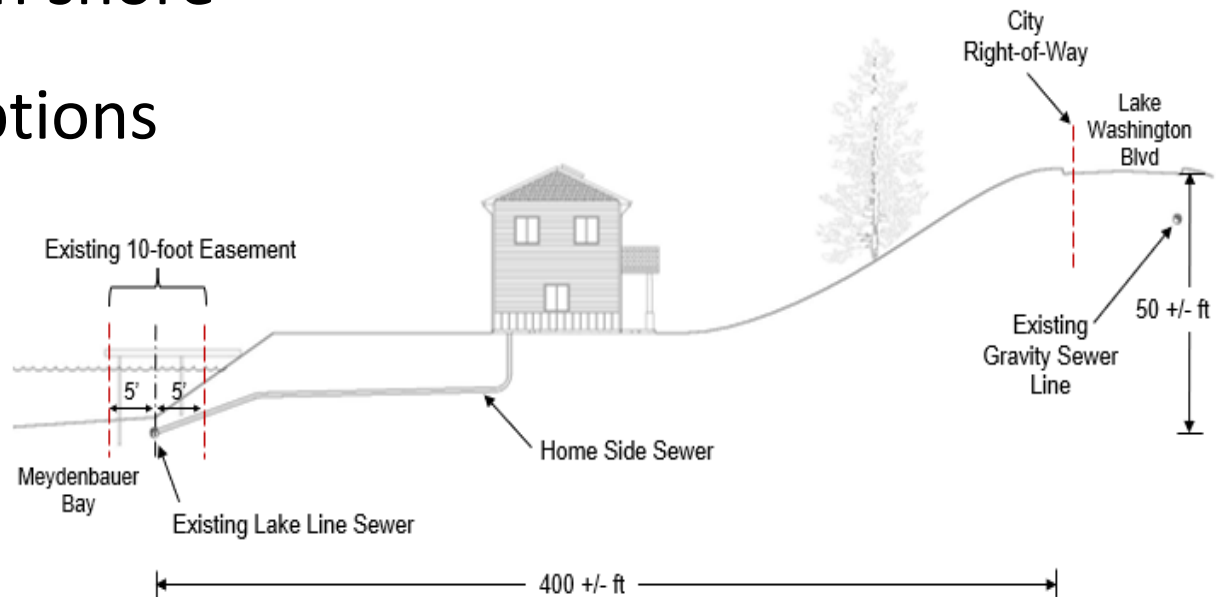 n shore
ptions
City
Right-of-Way
Lake
Washington
Blvd
Existing 10-foot Easement
5'
5'
50 +/- ft
Existing
Gravity Sewer
Line
Home Side Sewer
Meydenbauer
Bay
Existing Lake Line Sewer
400 +/- ft